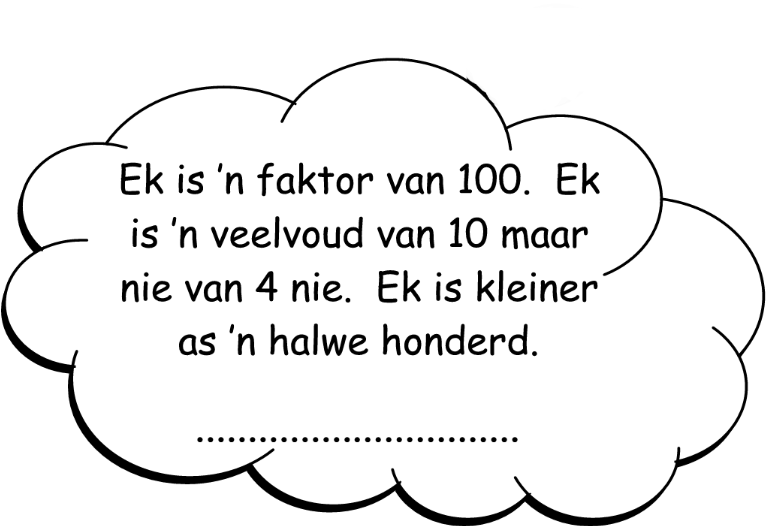 Ek is 'n faktor van 100. Ek
is 'n veelvoud van 10 maar
nie van 4 nie. Ek is kleiner
as 'n halwe honderd.
................................